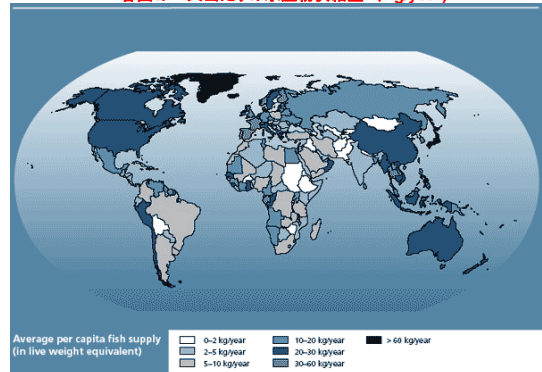 Average per capita fish supply
(in live weight equivalent)
0–2 kg/year
2–5 kg/year
5–10 kg/year
10–20 kg/year
20–30 kg/year
30–60 kg/year
> 60 kg/year